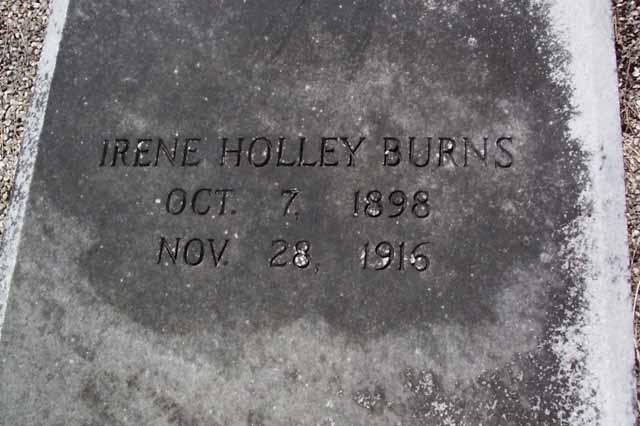 IRENE HOLLEY BURNS
OCT. 7, 1898
NOV. 28, 1916